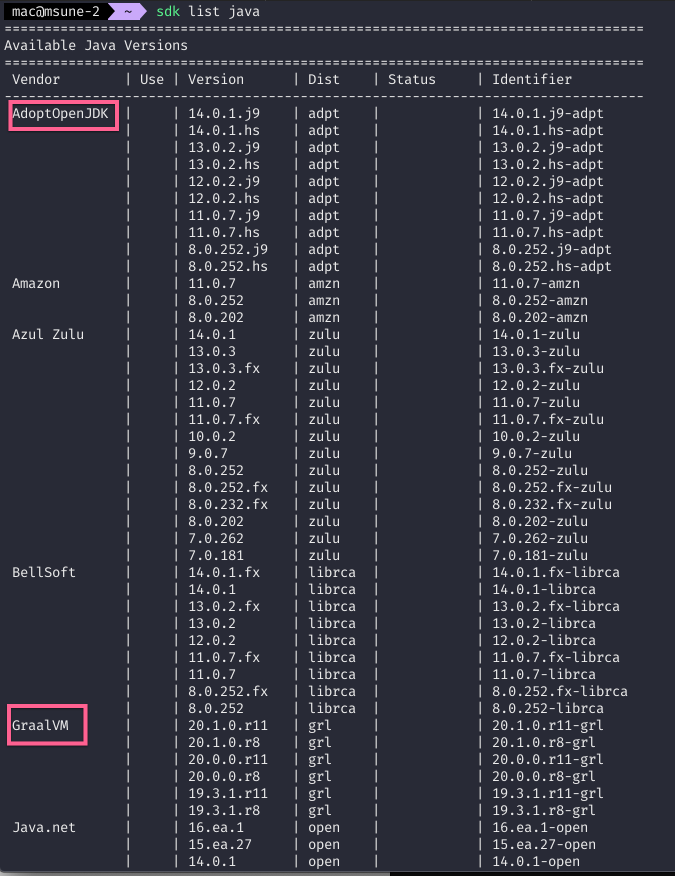 mac@msune-2 ~ sdk list java
================================================================================
Available Java Versions
================================================================================
Vendor | Use | Version | Dist | Status | Identifier
--------------------------------------------------------------------------------
AdoptOpenJDK | | 14.0.1.j9 | adpt | | 14.0.1.j9-adpt
| | 14.0.1.hs | adpt | | 14.0.1.hs-adpt
| | 13.0.2.j9 | adpt | | 13.0.2.j9-adpt
| | 13.0.2.hs | adpt | | 13.0.2.hs-adpt
| | 12.0.2.j9 | adpt | | 12.0.2.j9-adpt
| | 12.0.2.hs | adpt | | 12.0.2.hs-adpt
| | 11.0.7.j9 | adpt | | 11.0.7.j9-adpt
| | 11.0.7.hs | adpt | | 11.0.7.hs-adpt
| | 8.0.252.j9 | adpt | | 8.0.252.j9-adpt
| | 8.0.252.hs | adpt | | 8.0.252.hs-adpt
Amazon | | 11.0.7 | amzn | | 11.0.7-amzn
| | 8.0.252 | amzn | | 8.0.252-amzn
| | 8.0.202 | amzn | | 8.0.202-amzn
Azul Zulu | | 14.0.1 | zulu | | 14.0.1-zulu
| | 13.0.3 | zulu | | 13.0.3-zulu
| | 13.0.3.fx | zulu | | 13.0.3.fx-zulu
| | 12.0.2 | zulu | | 12.0.2-zulu
| | 11.0.7 | zulu | | 11.0.7-zulu
| | 11.0.7.fx | zulu | | 11.0.7.fx-zulu
| | 10.0.2 | zulu | | 10.0.2-zulu
| | 9.0.7 | zulu | | 9.0.7-zulu
| | 8.0.252 | zulu | | 8.0.252-zulu
| | 8.0.252.fx | zulu | | 8.0.252.fx-zulu
| | 8.0.232.fx | zulu | | 8.0.232.fx-zulu
| | 8.0.202 | zulu | | 8.0.202-zulu
| | 7.0.262 | zulu | | 7.0.262-zulu
| | 7.0.181 | zulu | | 7.0.181-zulu
BellSoft | | 14.0.1.fx | librca | | 14.0.1.fx-librca
| | 14.0.1 | librca | | 14.0.1-librca
| | 13.0.2.fx | librca | | 13.0.2.fx-librca
| | 13.0.2 | librca | | 13.0.2-librca
| | 12.0.2 | librca | | 12.0.2-librca
| | 11.0.7.fx | librca | | 11.0.7.fx-librca
| | 11.0.7 | librca | | 11.0.7-librca
| | 8.0.252.fx | librca | | 8.0.252.fx-librca
| | 8.0.252 | librca | | 8.0.252-librca
GraalVM | | 20.1.0.r11 | grl | | 20.1.0.r11-grl
| | 20.1.0.r8 | grl | | 20.1.0.r8-grl
| | 20.0.0.r11 | grl | | 20.0.0.r11-grl
| | 20.0.0.r8 | grl | | 20.0.0.r8-grl
| | 19.3.1.r11 | grl | | 19.3.1.r11-grl
| | 19.3.1.r8 | grl | | 19.3.1.r8-grl
Java.net | | 16.ea.1 | open | | 16.ea.1-open
| | 15.ea.27 | open | | 15.ea.27-open
| | 14.0.1 | open | | 14.0.1-open